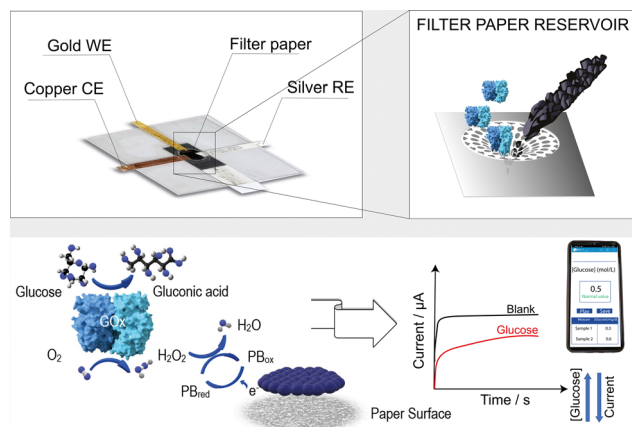 FILTER PAPER RESERVOIR
Gold WE
Filter paper
Copper CE
Silver RE
Glucose
Gluconic acid
GOx
O2
H2O2
H2O
PBox
PBred
e-
Paper Surface
Current / µA
Blank
Glucose
Time / s
[Glucose] (mol/L)
0.5
Normal value
Play
Save
Sample 1
0.5
Sample 2
[Glucose]
Current